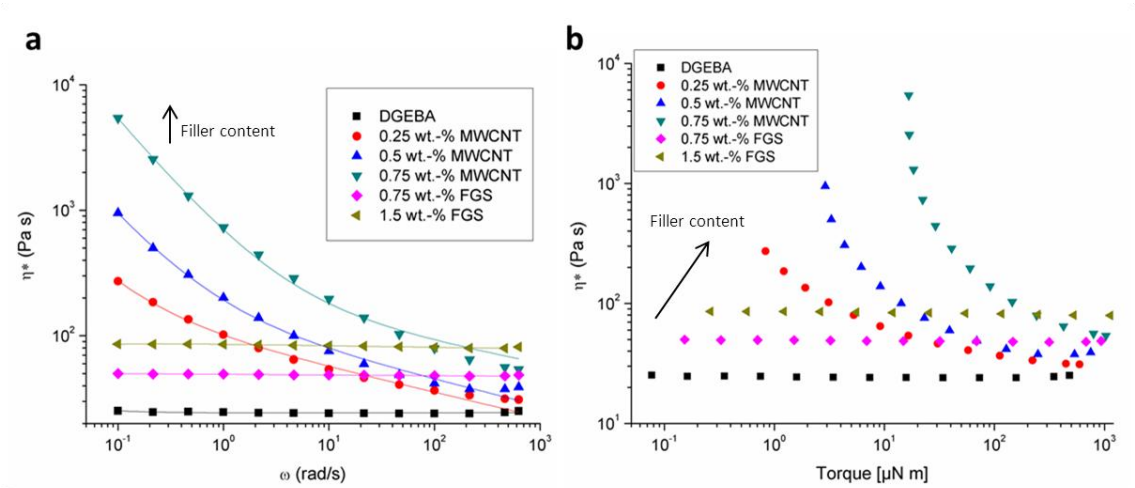 a
η* (Pa s)
10⁴
10³
10²
Filler content
DGEBA
0.25 wt.-% MWCNT
0.5 wt.-% MWCNT
0.75 wt.-% MWCNT
0.75 wt.-% FGS
1.5 wt.-% FGS
10⁻¹ 10⁰ 10¹ 10² 10³
ω (rad/s)
b
η* (Pa s)
10⁴
10³
10²
10¹
DGEBA
0.25 wt.-% MWCNT
0.5 wt.-% MWCNT
0.75 wt.-% MWCNT
0.75 wt.-% FGS
1.5 wt.-% FGS
Filler content
10⁻¹ 10⁰ 10¹ 10² 10³
Torque [µN m]